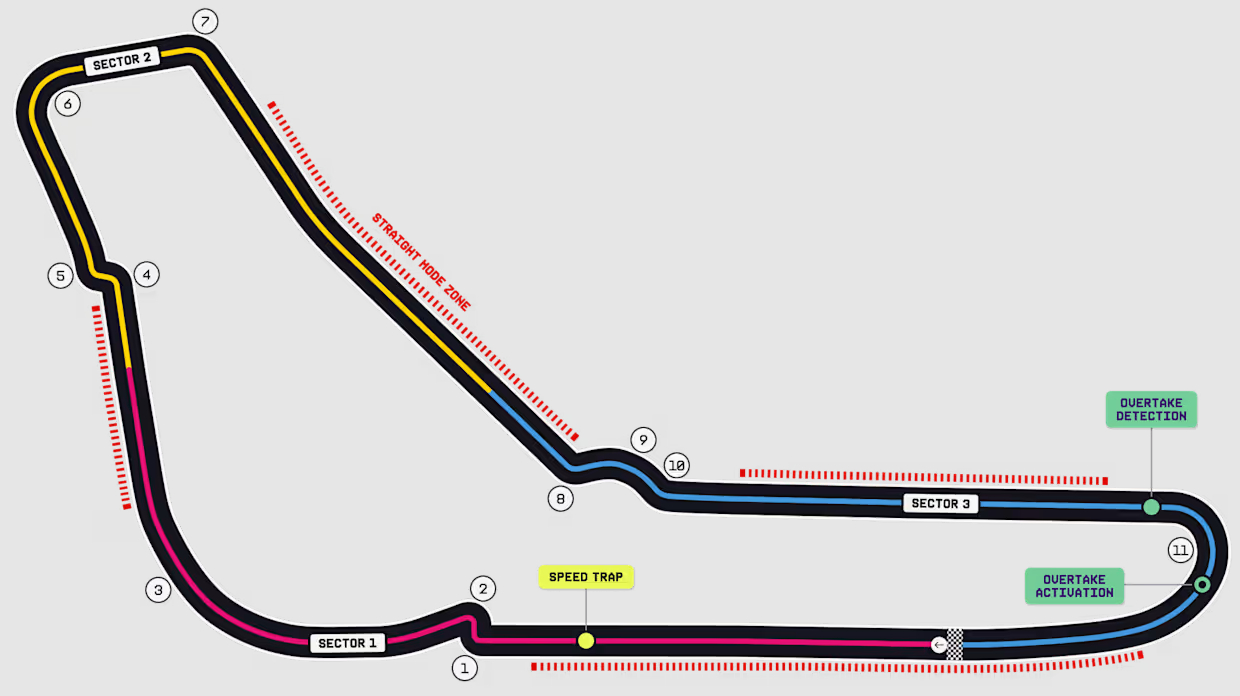 7
SECTOR 2
6
STRAIGHT MODE ZONE
5
4
OVERTAKE
DETECTION
9
10
8
SECTOR 3
11
SPEED TRAP
OVERTAKE
ACTIVATION
3
2
SECTOR 1
←
1